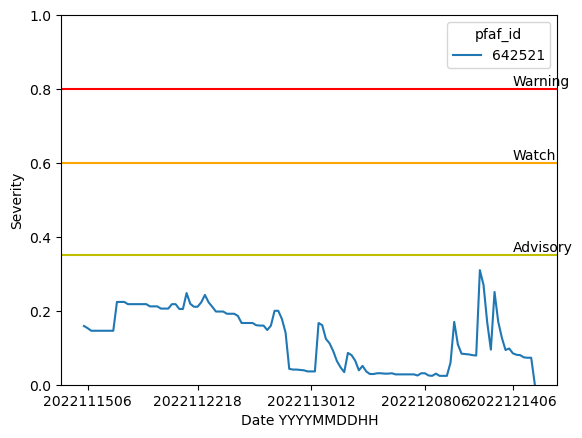 1.0
0.8
0.6
0.4
0.2
0.0
Severity
pfaf_id
642521
Warning
Watch
Advisory
2022111506 2022112218 2022113012 2022120806 2022121406
Date YYYYMMDDHH